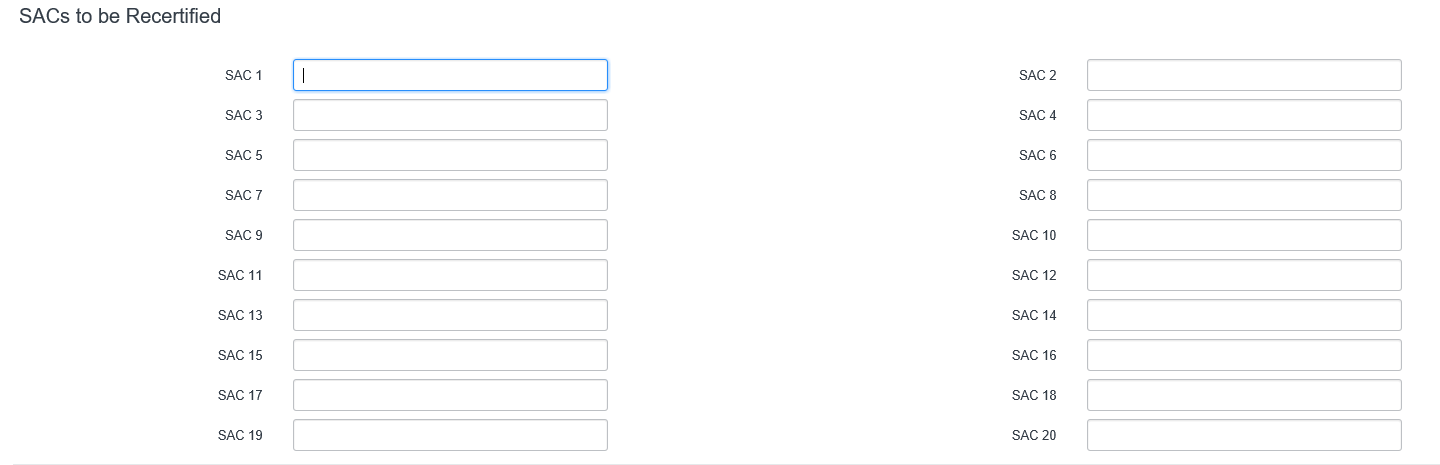 SACs to be Recertified
SAC 1
SAC 2
SAC 3
SAC 4
SAC 5
SAC 6
SAC 7
SAC 8
SAC 9
SAC 10
SAC 11
SAC 12
SAC 13
SAC 14
SAC 15
SAC 16
SAC 17
SAC 18
SAC 19
SAC 20